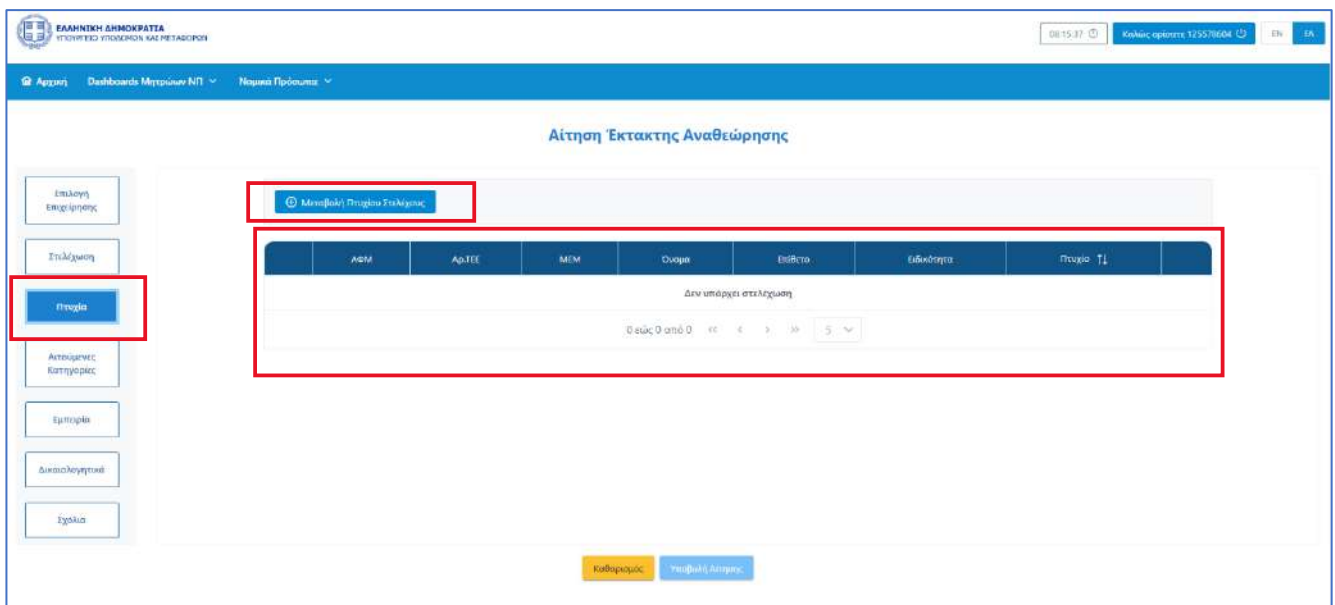 ΕΛΛΗΝΙΚΗ ΔΗΜΟΚΡΑΤΙΑ
ΥΠΟΥΡΓΕΙΟ ΥΠΟΔΟΜΩΝ ΚΑΙ ΜΕΤΑΦΟΡΩΝ
08:15:37 Καλώς ορίσατε 125578604 EN ΕΛ
Αρχική Dashboards Μητρώων ΝΠ Νομικά Πρόσωπα
Αίτηση Έκτακτης Αναθεώρησης
Επιλογή
Επιχείρησης
Στελέχωση
Πτυχία
Αιτούμενες
Κατηγορίες
Εμπειρία
Δικαιολογητικά
Σχόλια
Μεταβολή Πτυχίου Στελέχους
ΑΦΜ Αρ.ΤΕΕ ΜΕΜ Όνομα Επίθετο Ειδικότητα Πτυχίο
Δεν υπάρχει στελέχωση
0 εώς 0 από 0 « ‹ › » 5
Καθαρισμός Υποβολή Αίτησης